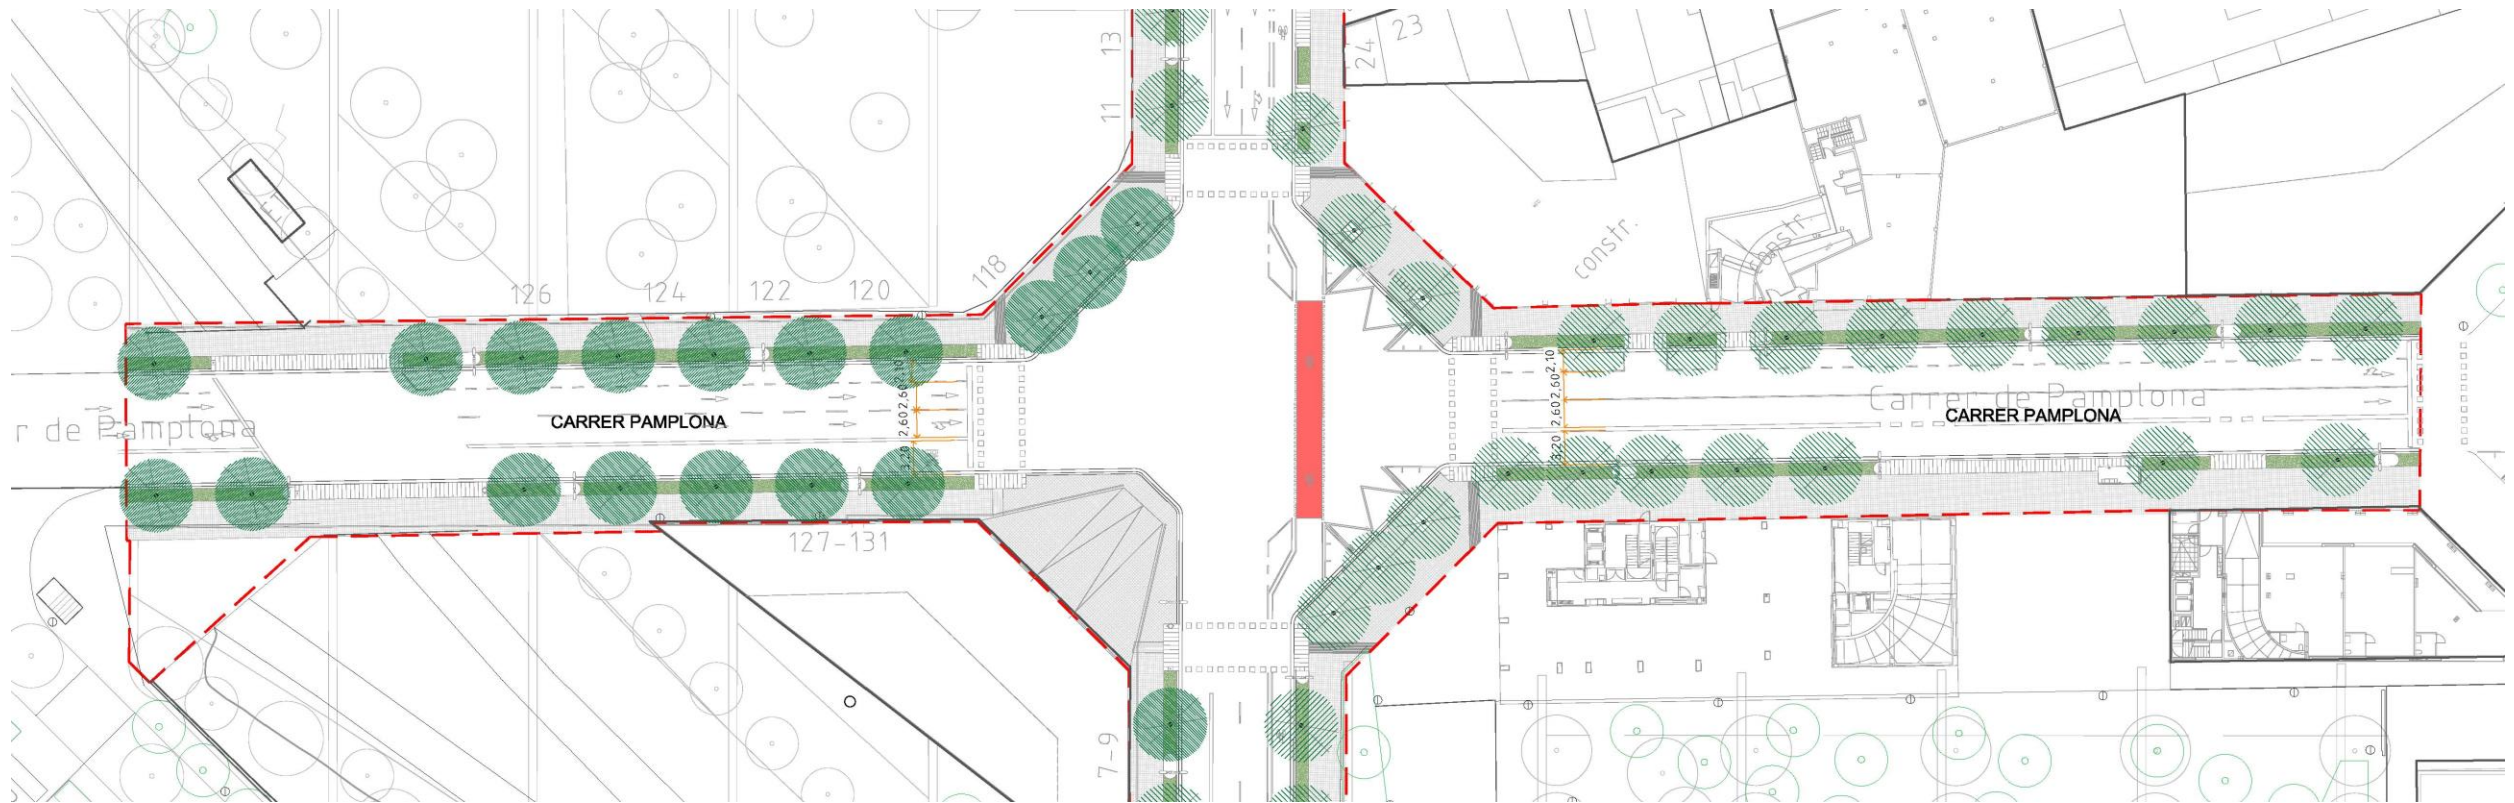 13
11
24
23
ET
118
126
124
122
120
constr.
constr.
2,10
2,60
2,60
3,20
2,10
2,60
2,60
3,20
r de Pamplona
CARRER PAMPLONA
Carrer de Pamplona
CARRER PAMPLONA
127-131
7-9